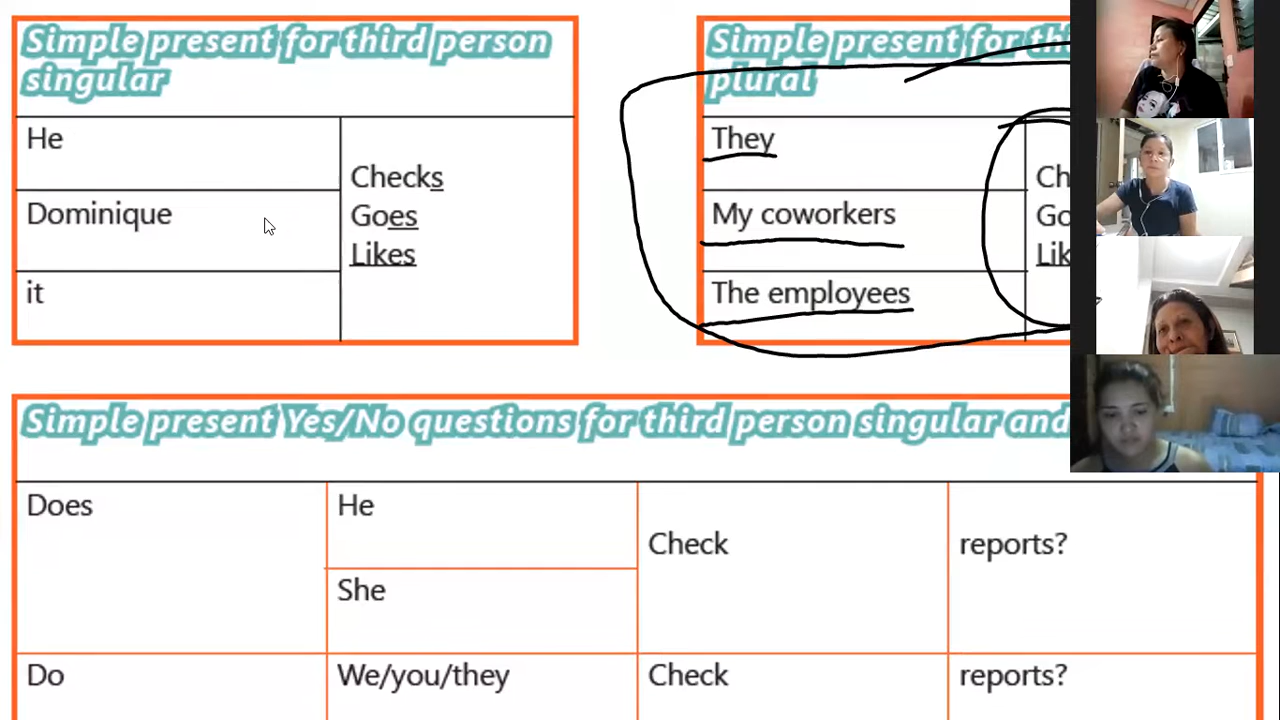 Simple present for third person
singular
He
Dominique
it
Checks
Goes
Likes
Simple present for
plural
They
My coworkers
The employees
Simple present Yes/No questions for third person singular and
Does
He
She
Check
reports?
Do
We/you/they
Check
reports?